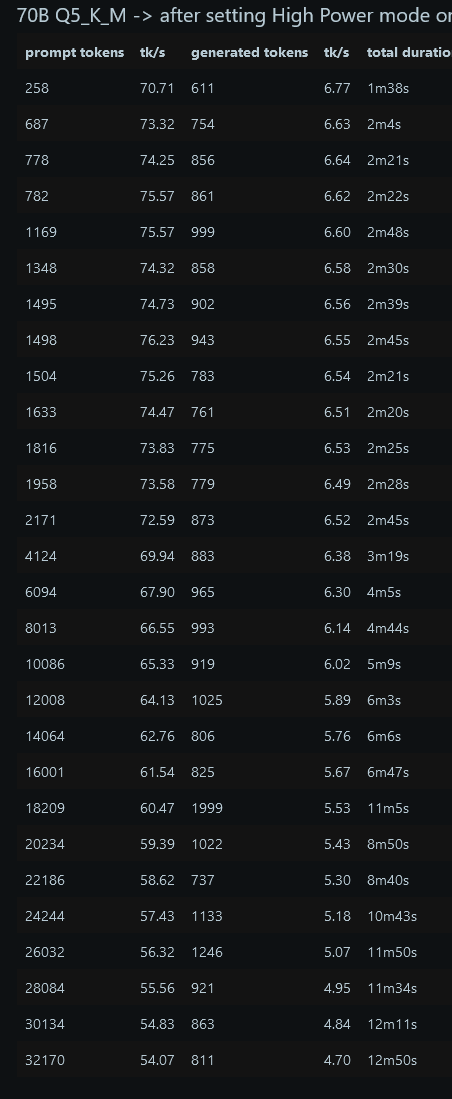 70B Q5_K_M -> after setting High Power mode
prompt tokens tk/s generated tokens tk/s total
258 70.71 611 6.77 1m38s
687 73.32 754 6.63 2m4s
778 74.25 856 6.64 2m21s
782 75.57 861 6.62 2m22s
1169 75.57 999 6.60 2m48s
1348 74.32 858 6.58 2m30s
1495 74.73 902 6.56 2m39s
1498 76.23 943 6.55 2m45s
1504 75.26 783 6.54 2m21s
1633 74.47 761 6.51 2m20s
1816 73.83 775 6.53 2m25s
1958 73.58 779 6.49 2m28s
2171 72.59 873 6.52 2m45s
4124 69.94 883 6.38 3m19s
6094 67.90 965 6.30 4m5s
8013 66.55 993 6.14 4m44s
10086 65.33 919 6.02 5m9s
12008 64.13 1025 5.89 6m3s
14064 62.76 806 5.76 6m6s
16001 61.54 825 5.67 6m47s
18209 60.47 1999 5.53 11m5s
20234 59.39 1022 5.43 8m50s
22186 58.62 737 5.30 8m40s
24244 57.43 1133 5.18 10m43s
26032 56.32 1246 5.07 11m50s
28084 55.56 921 4.95 11m34s
30134 54.83 863 4.84 12m11s
32170 54.07 811 4.70 12m50s